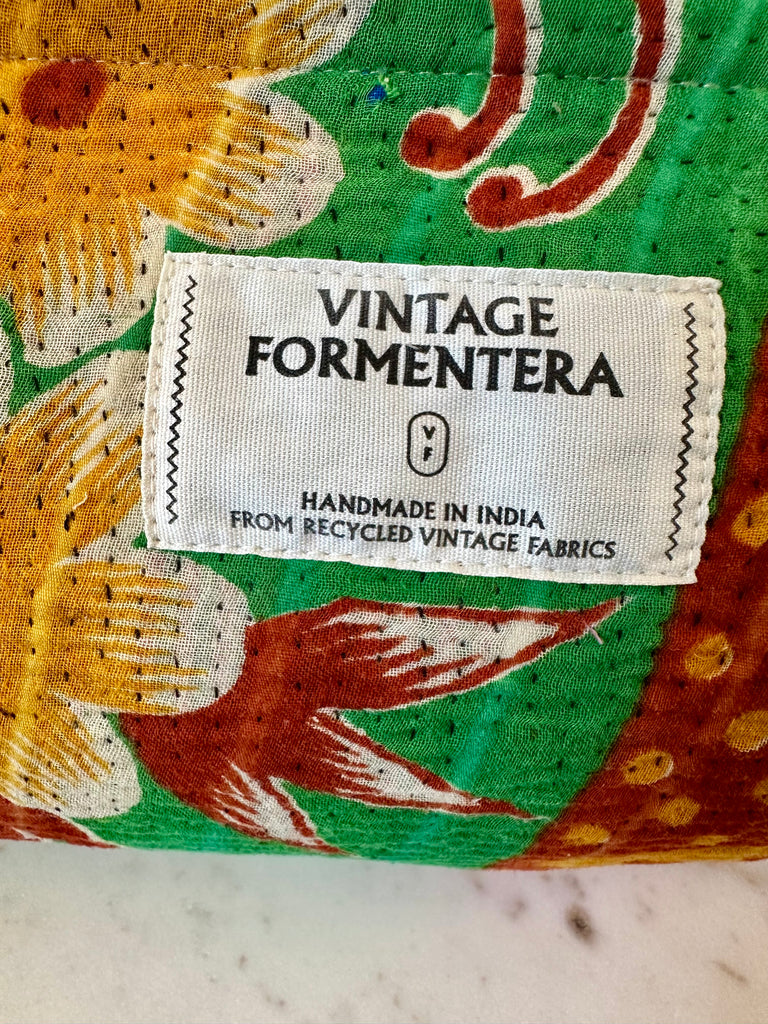 VINTAGE
FORMENTERA
V
F
HANDMADE IN INDIA
FROM RECYCLED VINTAGE FABRICS